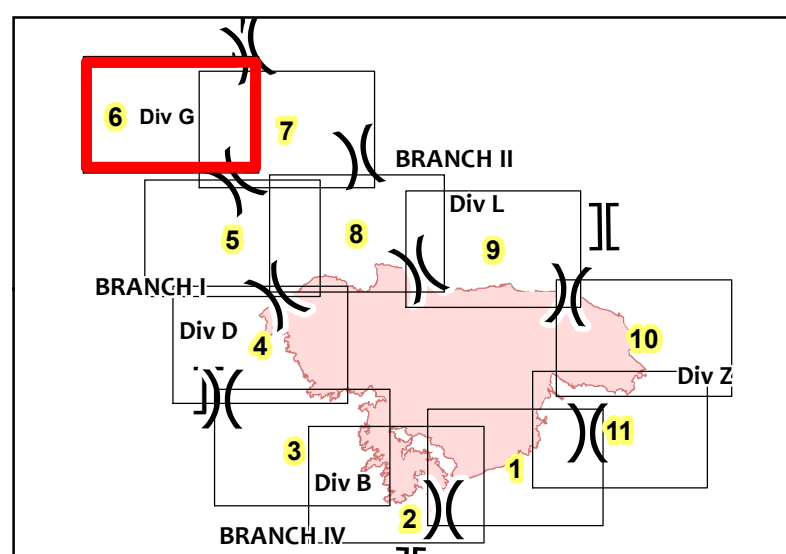 6 Div G
7
BRANCH II
Div L
5
8
9
BRANCH I
Div D
4
10
Div Z
3
11
1
Div B
2
BRANCH IV